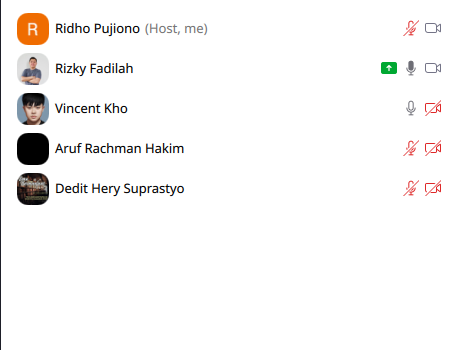 R
Ridho Pujiono (Host, me)
Rizky Fadilah
Vincent Kho
Aruf Rachman Hakim
Dedit Hery Suprastyo